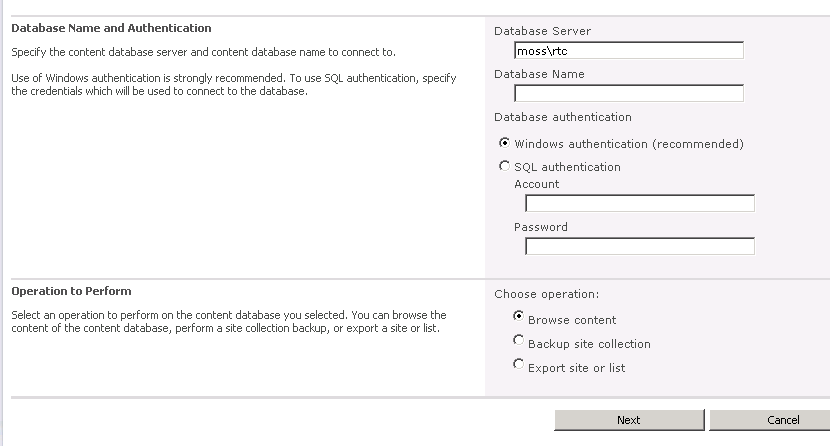 Database Name and Authentication
Specify the content database server and content database name to connect to.
Use of Windows authentication is strongly recommended. To use SQL authentication, specify
the credentials which will be used to connect to the database.
Database Server
moss\rtc
Database Name
Database authentication
Windows authentication (recommended)
SQL authentication
Account
Password
Operation to Perform
Select an operation to perform on the content database you selected. You can browse the
content of the content database, perform a site collection backup, or export a site or list.
Choose operation:
Browse content
Backup site collection
Export site or list
Next
Cancel